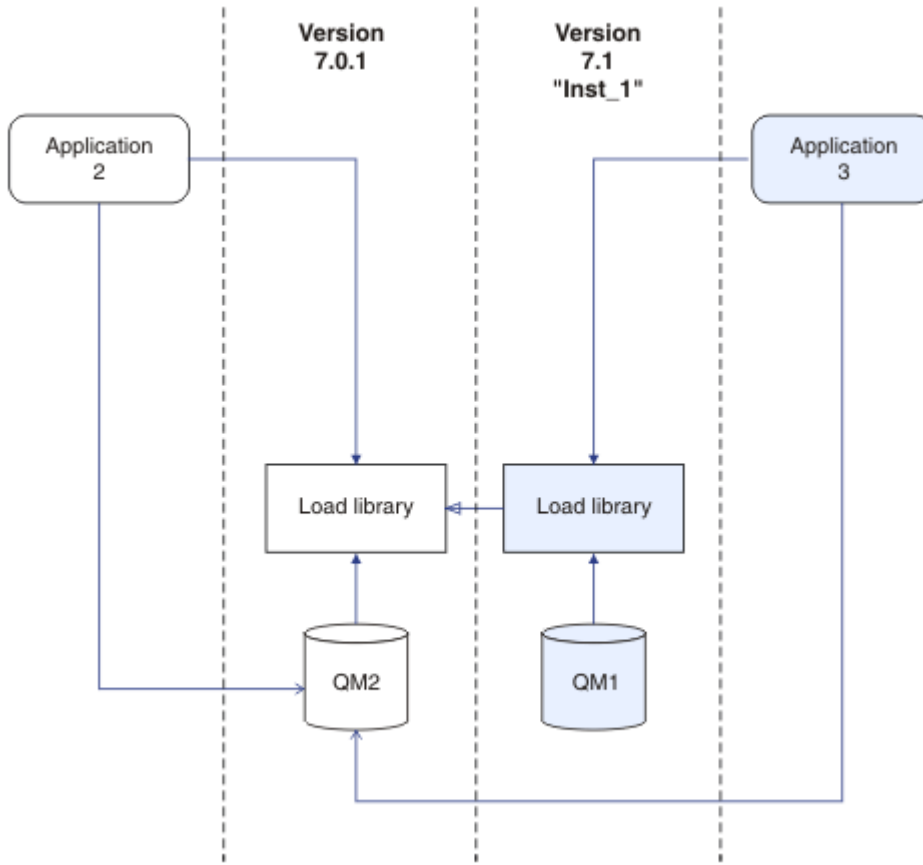 Version
7.0.1
Version
7.1
"Inst_1"
Application
2
Application
3
Load library
Load library
QM2
QM1